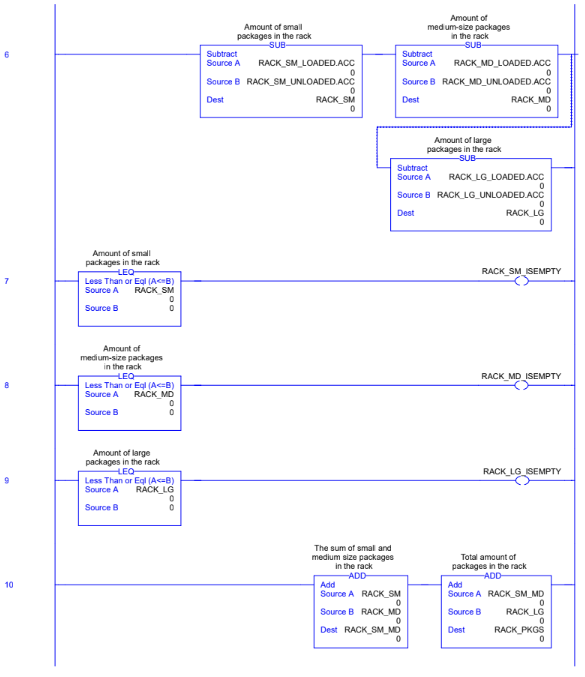 Amount of small
packages in the rack
SUB
Subtract
Source A RACK_SM_LOADED.ACC
0
Source B RACK_SM_UNLOADED.ACC
0
Dest RACK_SM
0
Amount of
medium-size packages
in the rack
SUB
Subtract
Source A RACK_MD_LOADED.ACC
0
Source B RACK_MD_UNLOADED.ACC
0
Dest RACK_MD
0
6
Amount of large
packages in the rack
SUB
Subtract
Source A RACK_LG_LOADED.ACC
0
Source B RACK_LG_UNLOADED.ACC
0
Dest RACK_LG
0
Amount of small
packages in the rack
LEQ
Less Than or Eql (A<=B)
Source A RACK_SM
0
Source B 0
7
RACK_SM_ISEMPTY
Amount of
medium-size packages
in the rack
LEQ
Less Than or Eql (A<=B)
Source A RACK_MD
0
Source B 0
8
RACK_MD_ISEMPTY
Amount of large
packages in the rack
LEQ
Less Than or Eql (A<=B)
Source A RACK_LG
0
Source B 0
9
RACK_LG_ISEMPTY
The sum of small and
medium size packages
in the rack
ADD
Add
Source A RACK_SM
0
Source B RACK_MD
0
Dest RACK_SM_MD
0
Total amount of
packages in the rack
ADD
Add
Source A RACK_SM_MD
0
Source B RACK_LG
0
Dest RACK_PKGS
0
10